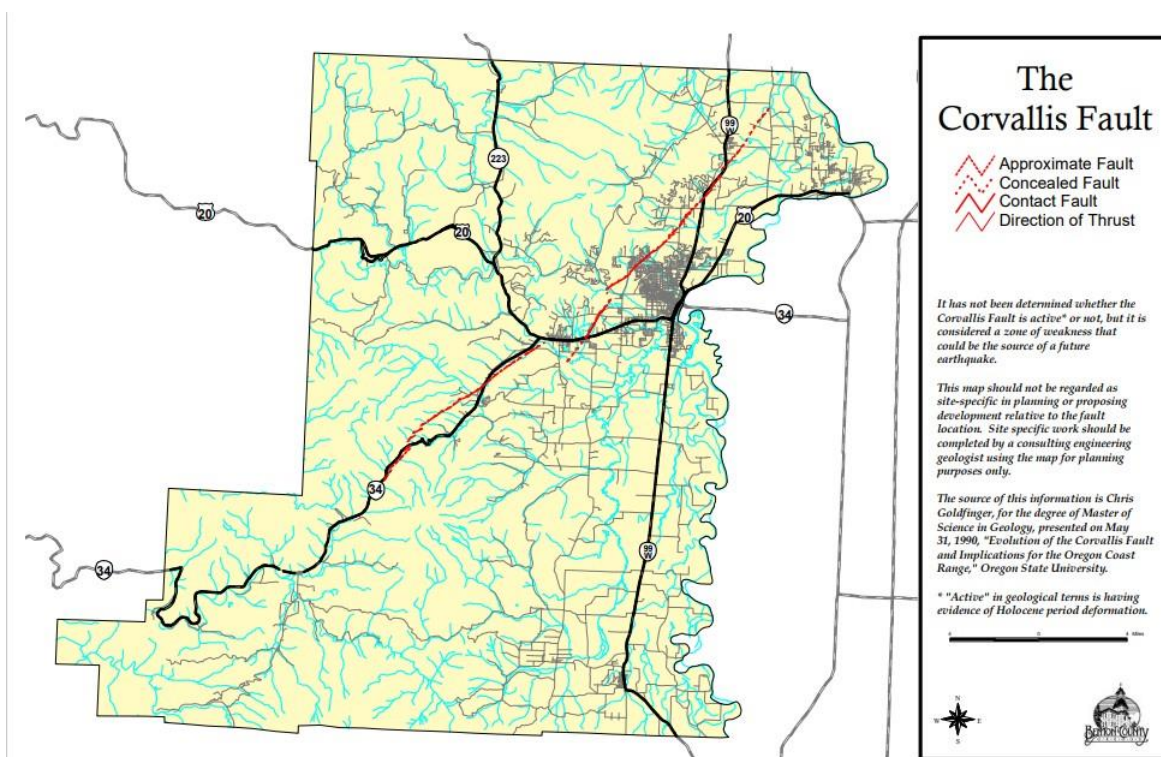 The
Corvallis Fault
Approximate Fault
Concealed Fault
Contact Fault
Direction of Thrust
It has not been determined whether the
Corvallis Fault is active* or not, but it is
considered a zone of weakness that
could be the source of a future
earthquake.
This map should not be regarded as
site-specific in planning or proposing
development relative to the fault
location. Site specific work should be
completed by a consulting engineering
geologist using the map for planning
purposes only.
The source of this information is Chris
Goldfinger, for the degree of Master of
Science in Geology, presented on May
31, 1990, "Evolution of the Corvallis Fault
and Implications for the Oregon Coast
Range," Oregon State University.
* "Active" in geological terms is having
evidence of Holocene period deformation.
4 Miles
N
W E
S
Benton County
99
W
223
20
20
20
34
34
34
99
W